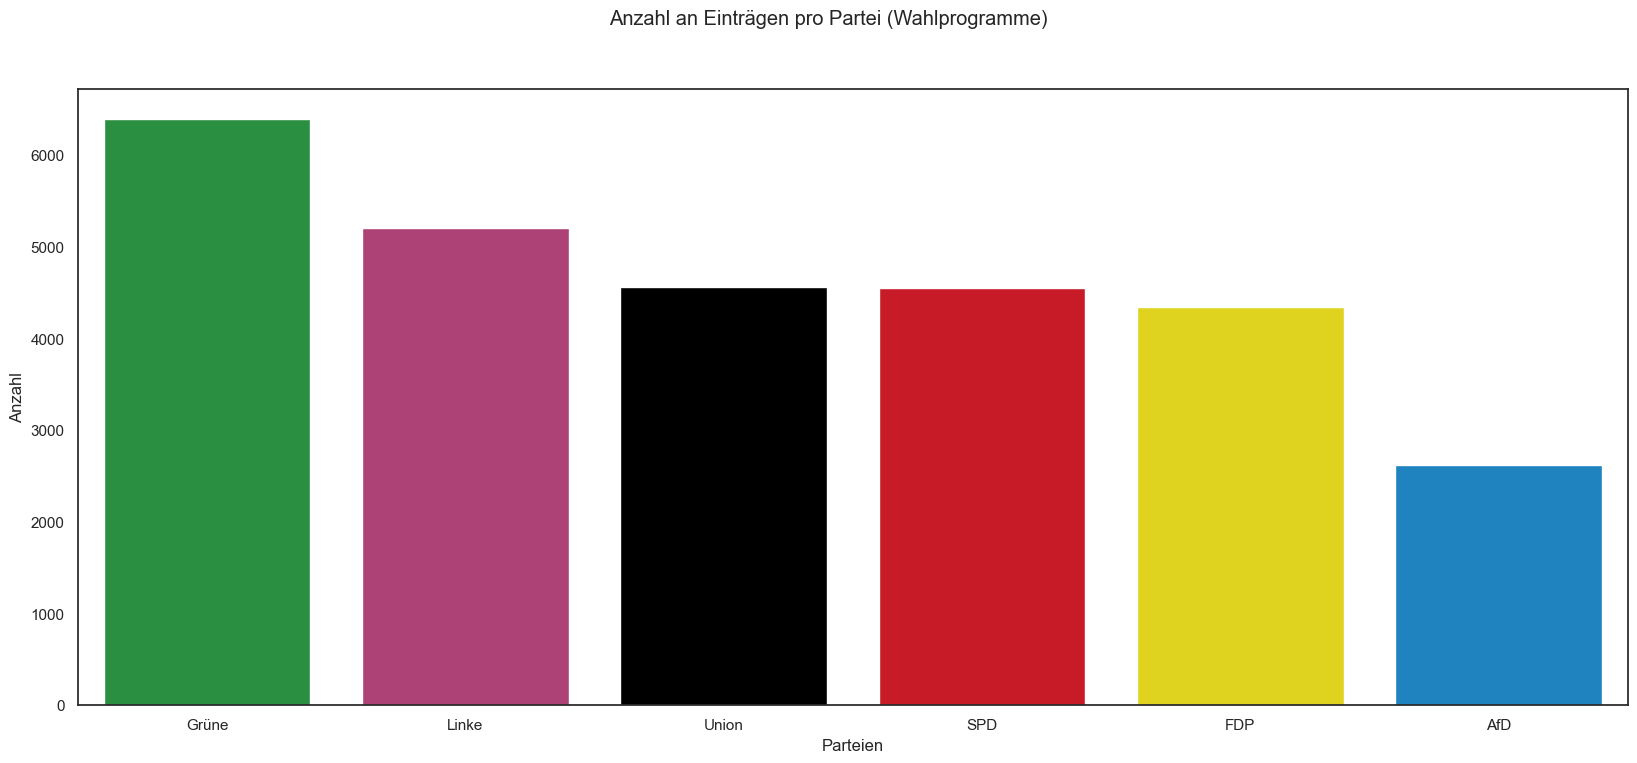 Anzahl an Einträgen pro Partei (Wahlprogramme)
Anzahl
6000
5000
4000
3000
2000
1000
0
Grüne Linke Union SPD FDP AfD
Parteien